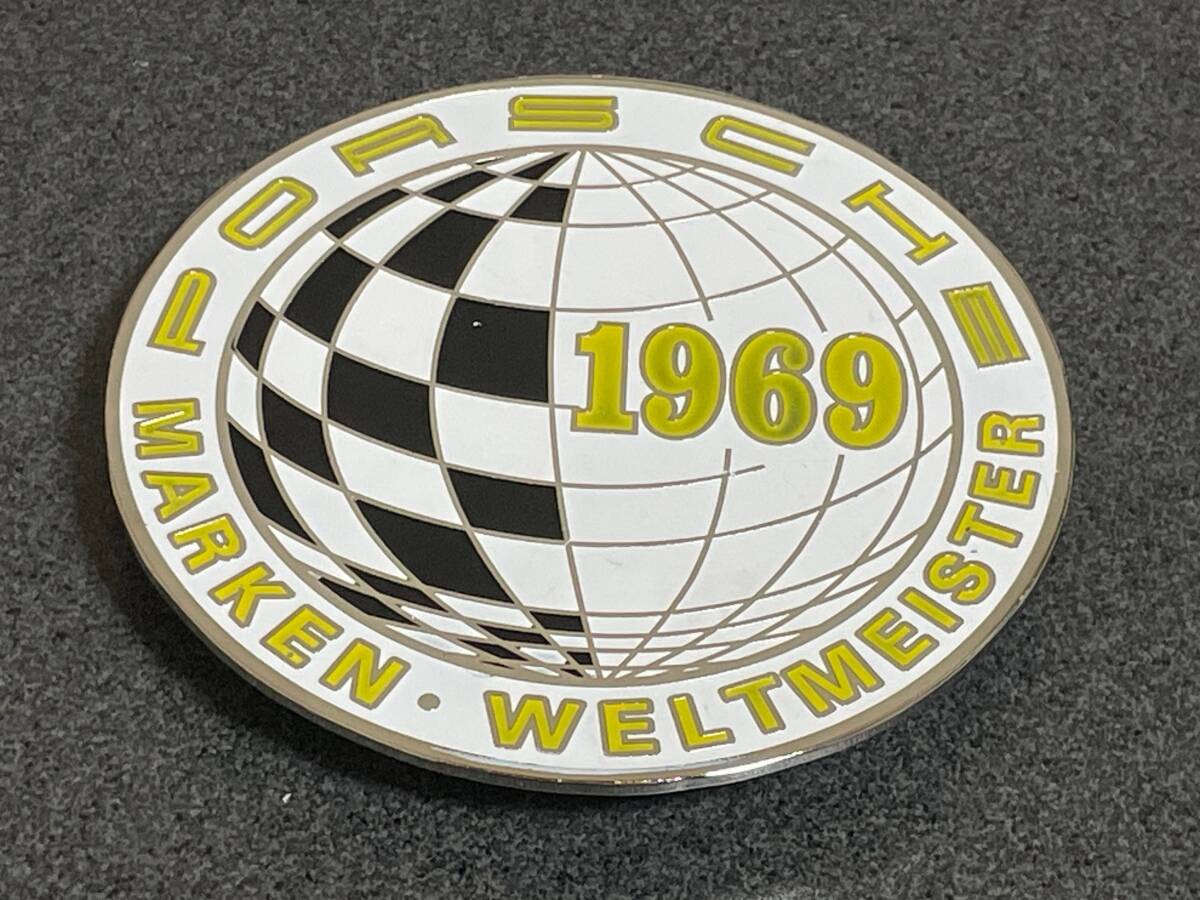 PORSCHE
1969
MARKEN · WELTMEISTER